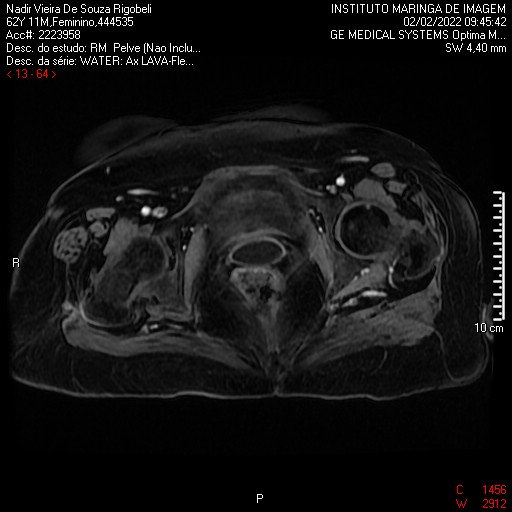 Nadir Vieira De Souza Rigobeli
62Y 11M,Feminino,444535
Acc#: 2223958
Desc. do estudo: RM  Pelve (Nao Inclu...
Desc. da série: WATER: Ax LAVA-Fle...
< 13 - 64 >
INSTITUTO MARINGA DE IMAGEM
02/02/2022 09:45:42
GE MEDICAL SYSTEMS Optima M...
SW 4,40 mm
R
10 cm
P
C 1456
W 2912